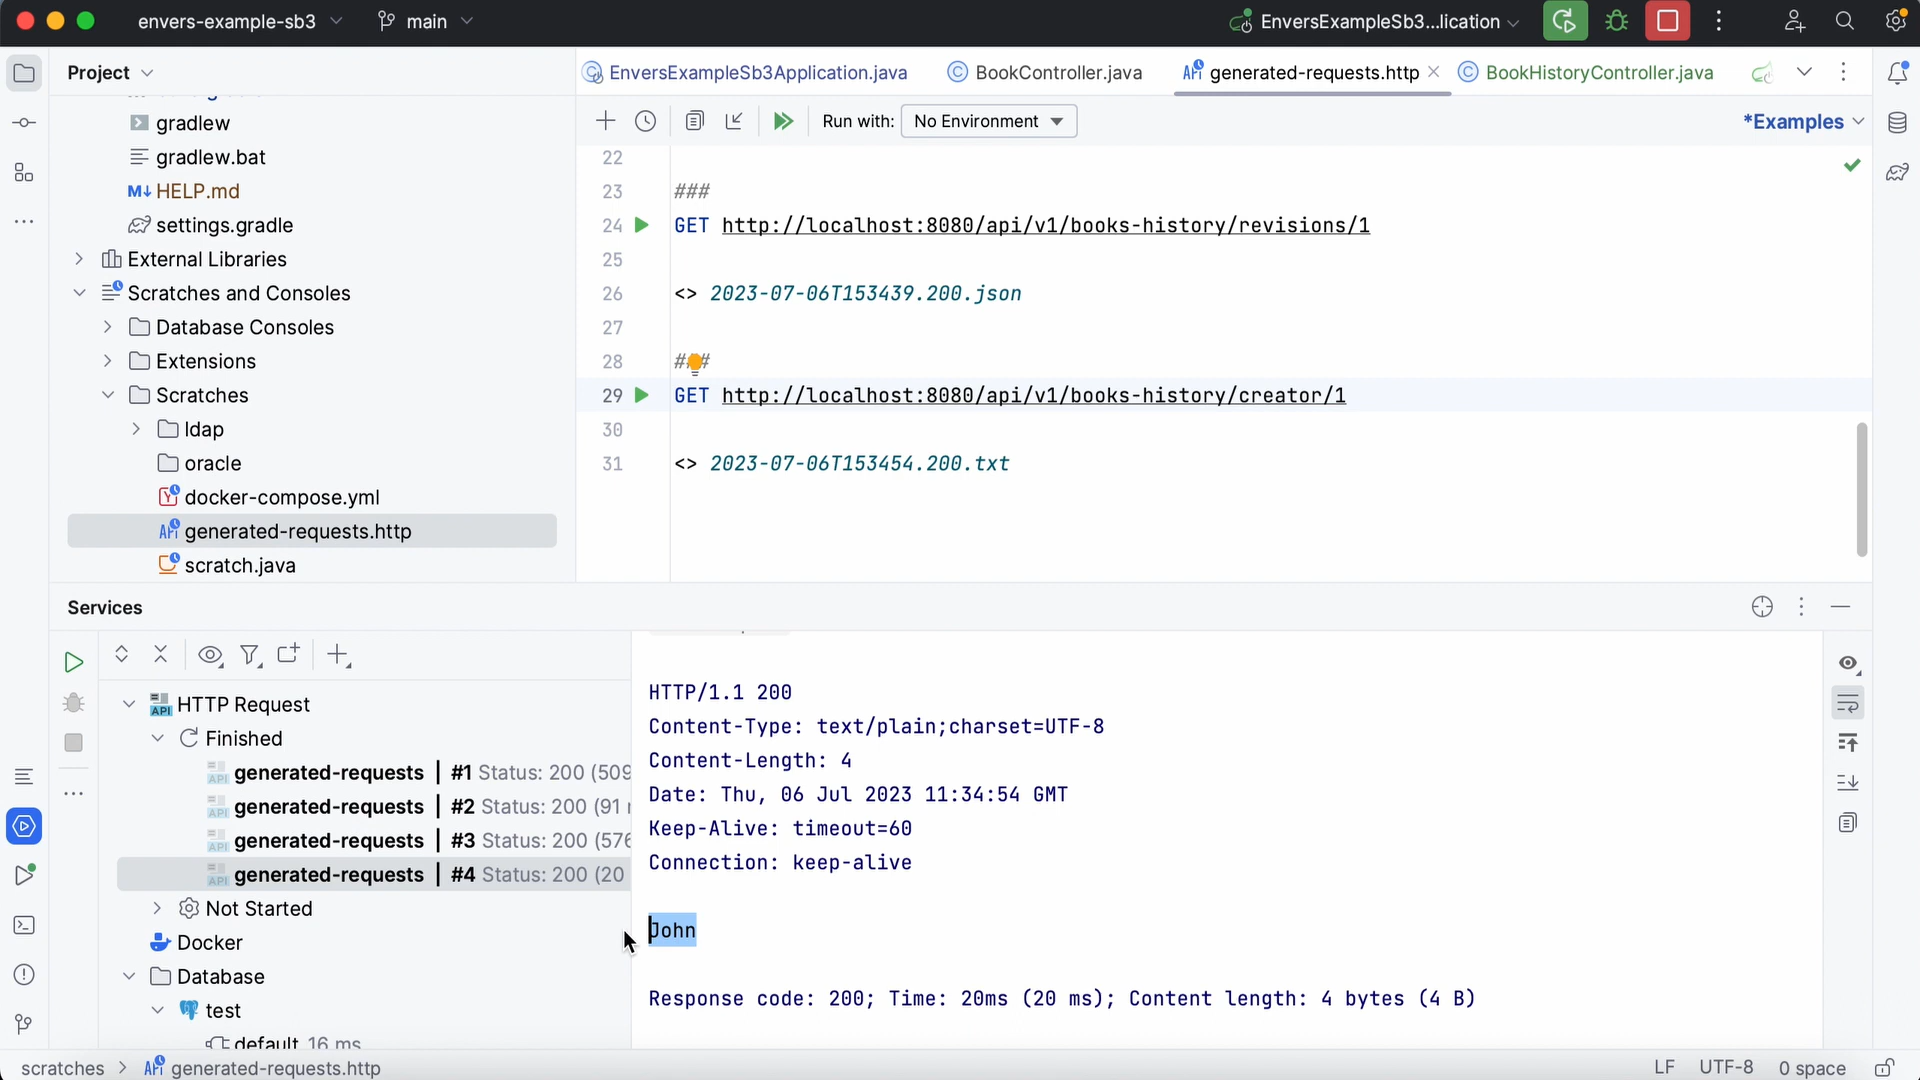 envers-example-sb3
main
EnversExampleSb3...lication
Project
EnversExampleSb3Application.java
BookController.java
generated-requests.http
BookHistoryController.java
Run with:
No Environment
*Examples
gradlew
gradlew.bat
M↓ HELP.md
settings.gradle
External Libraries
Scratches and Consoles
Database Consoles
Extensions
Scratches
ldap
oracle
docker-compose.yml
API generated-requests.http
scratch.java
22
23 ###
24 GET http://localhost:8080/api/v1/books-history/revisions/1
25
26 <> 2023-07-06T153439.200.json
27
28 ###
29 GET http://localhost:8080/api/v1/books-history/creator/1
30
31 <> 2023-07-06T153454.200.txt
Services
HTTP Request
Finished
generated-requests | #1 Status: 200 (509
generated-requests | #2 Status: 200 (91
generated-requests | #3 Status: 200 (576
generated-requests | #4 Status: 200 (20
Not Started
Docker
Database
test
default 16 ms
HTTP/1.1 200
Content-Type: text/plain;charset=UTF-8
Content-Length: 4
Date: Thu, 06 Jul 2023 11:34:54 GMT
Keep-Alive: timeout=60
Connection: keep-alive
John
Response code: 200; Time: 20ms (20 ms); Content length: 4 bytes (4 B)
scratches > API generated-requests.http
LF UTF-8 0 space